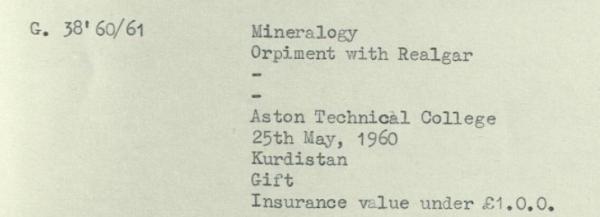 G. 38'60/61 Mineralogy
Orpiment with Realgar
-
-
Aston Technical College
25th May, 1960
Kurdistan
Gift
Insurance value under £1.0.0.